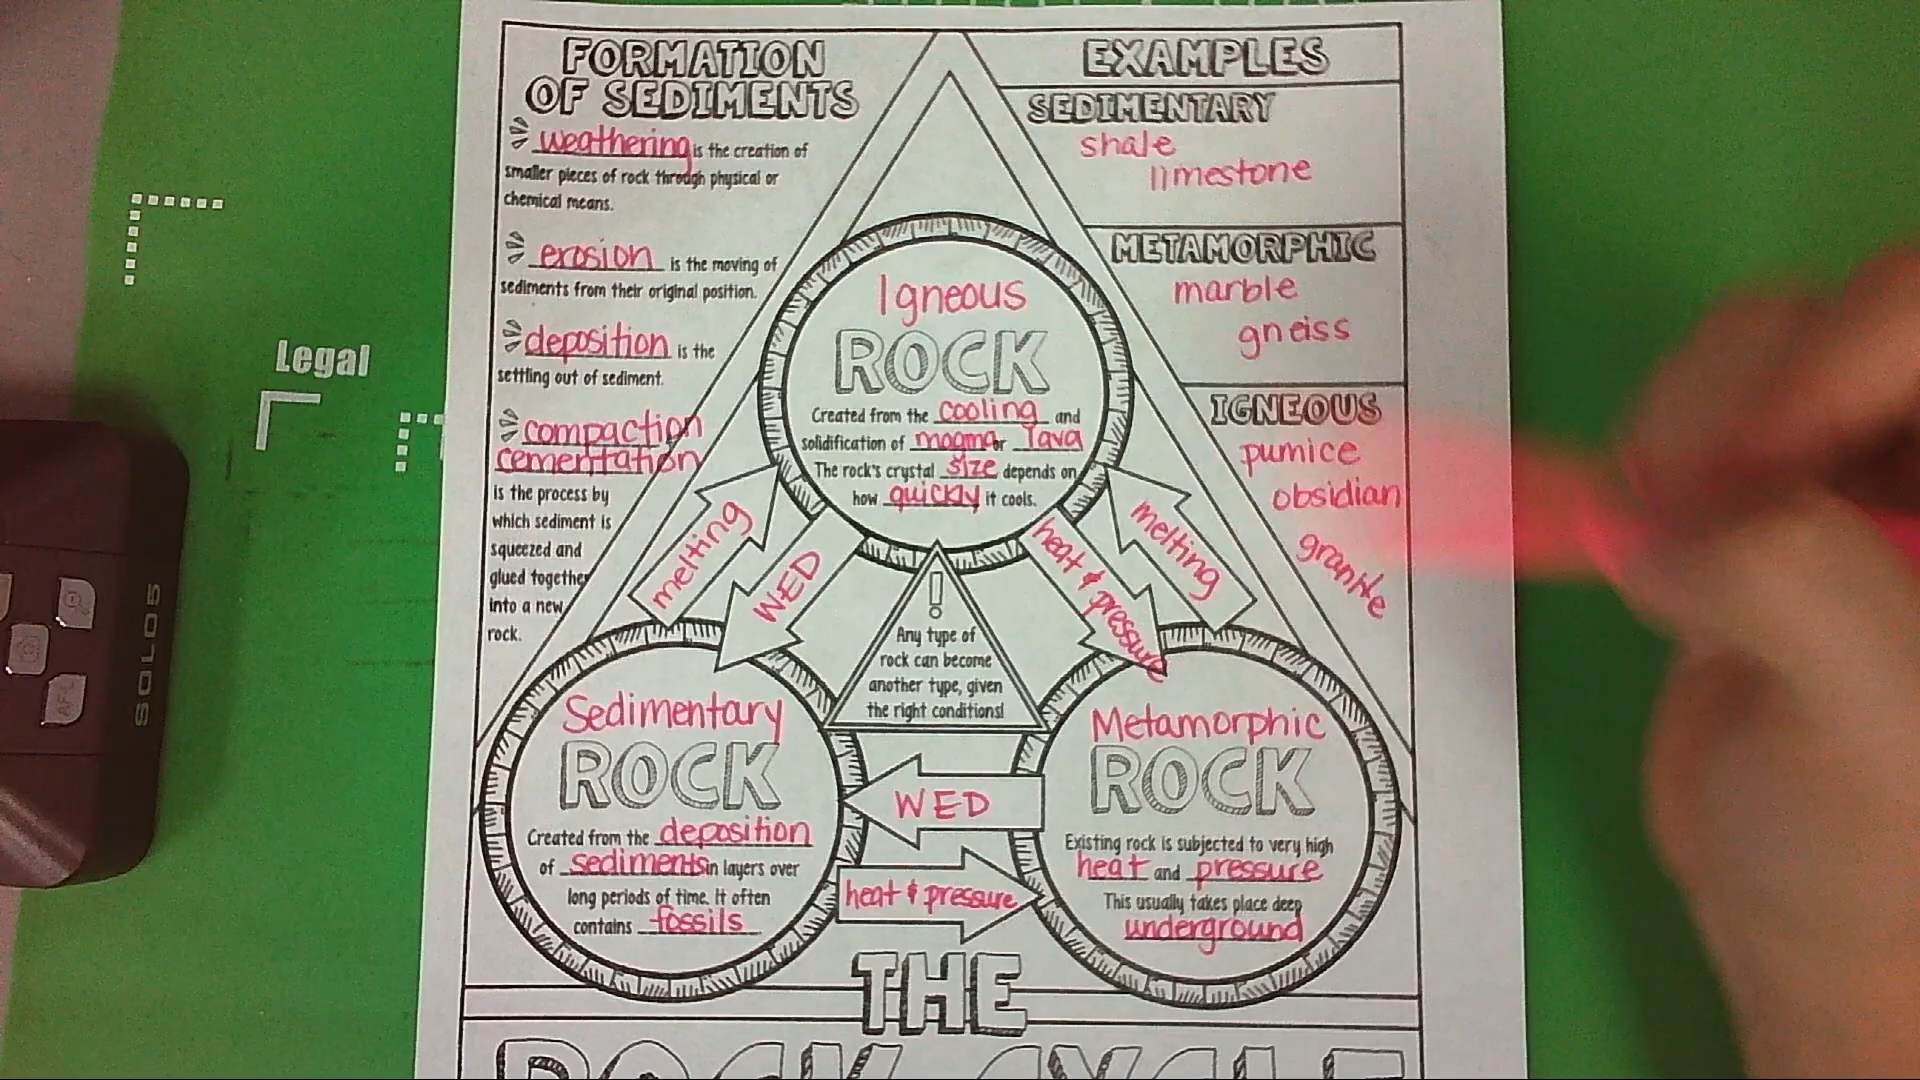 FORMATION
OF SEDIMENTS
weathering is the creation of
smaller pieces of rock through physical or
chemical means.
erosion is the moving of
sediments from their original position.
deposition is the
settling out of sediment.
compaction
cementation
is the process by
which sediment is
squeezed and
glued together
into a new
rock.
EXAMPLES
SEDIMENTARY
shale
limestone
METAMORPHIC
marble
gneiss
IGNEOUS
pumice
obsidian
granite
Igneous
ROCK
Created from the cooling and
solidification of magma or lava
The rock's crystal size depends on
how quickly it cools.
melting
WED
heat & pressure
melting
!
Any type of
rock can become
another type, given
the right conditions!
Sedimentary
ROCK
Created from the deposition
of sediments in layers over
long periods of time. It often
contains fossils
WED
heat & pressure
Metamorphic
ROCK
Existing rock is subjected to very high
heat and pressure
This usually takes place deep
underground
THE
ROCK CYCLE
Legal
SOLO5
AF